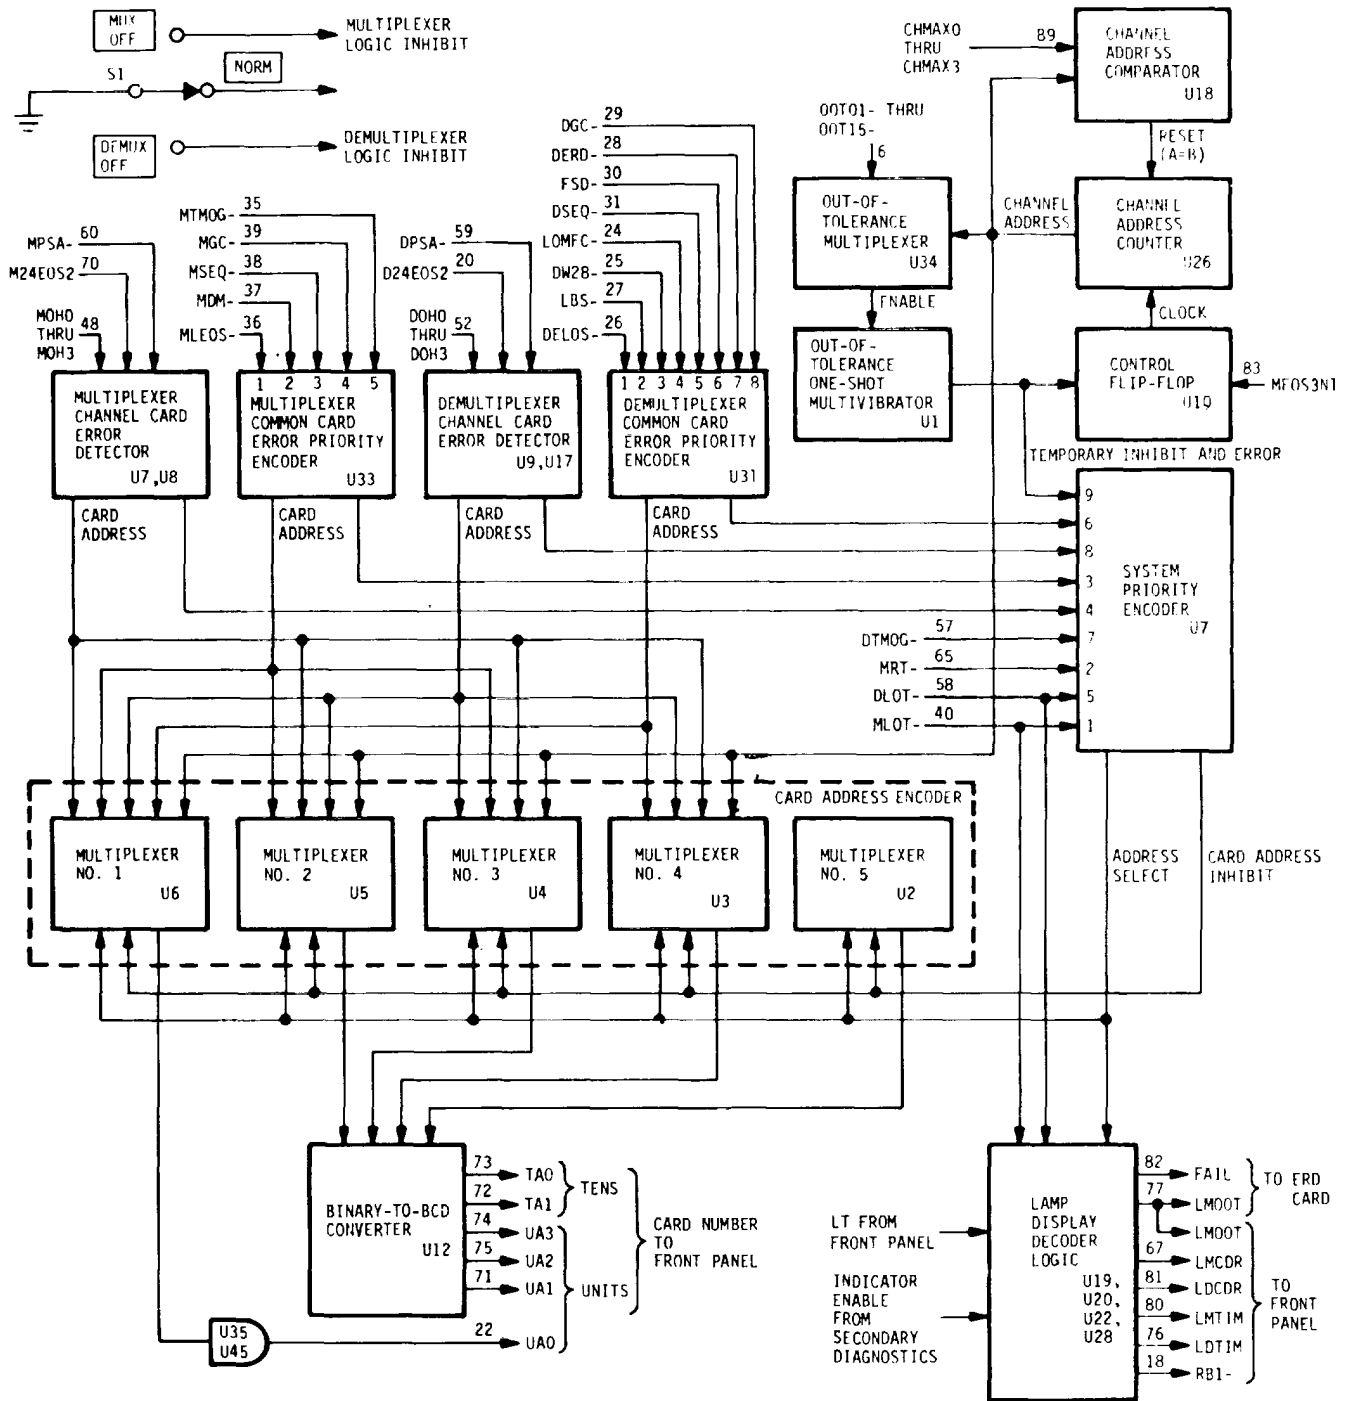 MUX
OFF
MULTIPLEXER
LOGIC INHIBIT
S1
NORM
DEMUX
OFF
DEMULTIPLEXER
LOGIC INHIBIT
CHMAX0
THRU
CHMAX3
89
CHANNEL
ADDRESS
COMPARATOR
U18
RESET
(A=B)
OOT01- THRU
OOT15-
6
OUT-OF-
TOLERANCE
MULTIPLEXER
U34
CHANNEL
ADDRESS
CHANNEL
ADDRESS
COUNTER
U26
ENABLE
CLOCK
OUT-OF-
TOLERANCE
ONE-SHOT
MULTIVIBRATOR
U1
CONTROL
FLIP-FLOP
U10
83
MFOS3N1
TEMPORARY INHIBIT AND ERROR
MPSA- 60
M24EOS2 70
MOH0
THRU 48
MOH3
MTMOG- 35
MGC- 39
MSEQ- 38
MDM- 37
MLEOS- 36
DPSA- 59
D24EOS2 20
DOH0
THRU 52
DOH3
DGC- 29
DERD- 28
FSD- 30
DSEQ- 31
LOMFC- 24
DW28- 25
LBS- 27
DELOS- 26
MULTIPLEXER
CHANNEL CARD
ERROR
DETECTOR
U7,U8
1 2 3 4 5
MULTIPLEXER
COMMON CARD
ERROR PRIORITY
ENCODER
U33
DEMULTIPLEXER
CHANNEL CARD
ERROR DETECTOR
U9,U17
1 2 3 4 5 6 7 8
DEMULTIPLEXER
COMMON CARD
ERROR PRIORITY
ENCODER
U31
CARD
ADDRESS
CARD
ADDRESS
CARD
ADDRESS
CARD
ADDRESS
9
6
8
3
4
7
2
5
1
SYSTEM
PRIORITY
ENCODER
U7
DTMOG- 57
MRT- 65
DLOT- 58
MLOT- 40
CARD ADDRESS ENCODER
MULTIPLEXER
NO. 1
U6
MULTIPLEXER
NO. 2
U5
MULTIPLEXER
NO. 3
U4
MULTIPLEXER
NO. 4
U3
MULTIPLEXER
NO. 5
U2
ADDRESS
SELECT
CARD ADDRESS
INHIBIT
BINARY-TO-BCD
CONVERTER
U12
73 TA0
72 TA1
74 UA3
75 UA2
71 UA1
22 UA0
TENS
UNITS
CARD NUMBER
TO
FRONT PANEL
U35
U45
LT FROM
FRONT PANEL
INDICATOR
ENABLE
FROM
SECONDARY
DIAGNOSTICS
LAMP
DISPLAY
DECODER
LOGIC
U19,
U20,
U22,
U28
82 FAIL
77 LMOOT
LMOOT
67 LMCDR
81 LDCDR
80 LMTIM
76 LDTIM
18 RB1-
TO ERD
CARD
TO
FRONT
PANEL